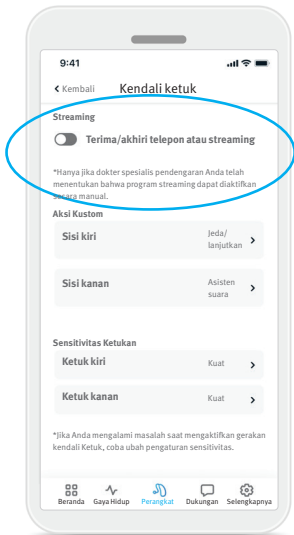 9:41
Kembali Kendali ketuk
Streaming
Terima/akhiri telepon atau streaming
*Hanya jika dokter spesialis pendengaran Anda telah
menentukan bahwa program streaming dapat diaktifkan
secara manual.
Aksi Kustom
Sisi kiri Jeda/
lanjutkan
Sisi kanan Asisten
suara
Sensitivitas Ketukan
Ketuk kiri Kuat
Ketuk kanan Kuat
*Jika Anda mengalami masalah saat mengaktifkan gerakan
kendali Ketuk, coba ubah pengaturan sensitivitas.
Beranda Gaya Hidup Perangkat Dukungan Selengkapnya